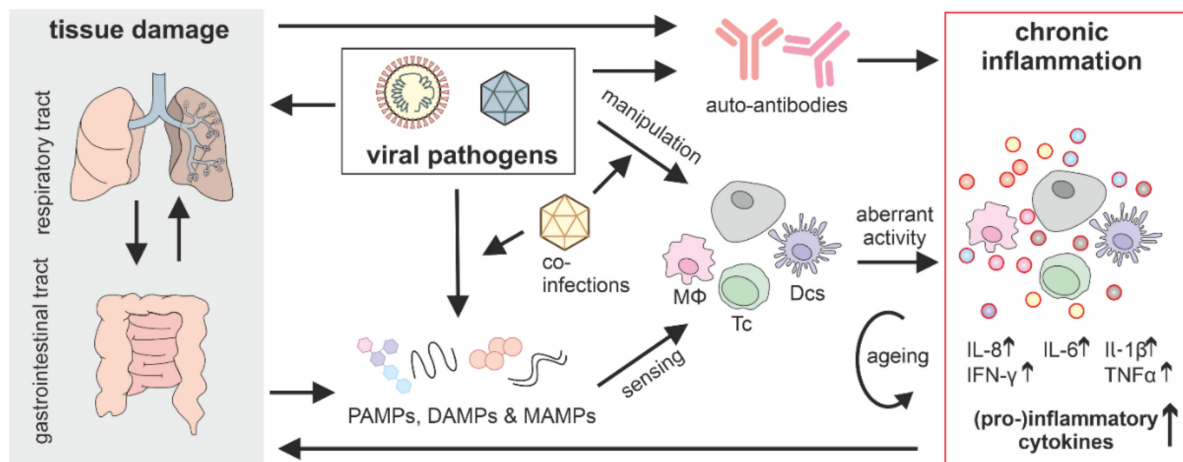 tissue damage
respiratory tract
gastrointestinal tract
viral pathogens
co-
infections
manipulation
auto-antibodies
PAMPs, DAMPs & MAMPs
sensing
MΦ
Tc
Dcs
aberrant
activity
ageing
chronic
inflammation
IL-8↑ IL-6↑ Il-1β↑
IFN-γ↑ TNFα↑
(pro-)inflammatory
cytokines ↑